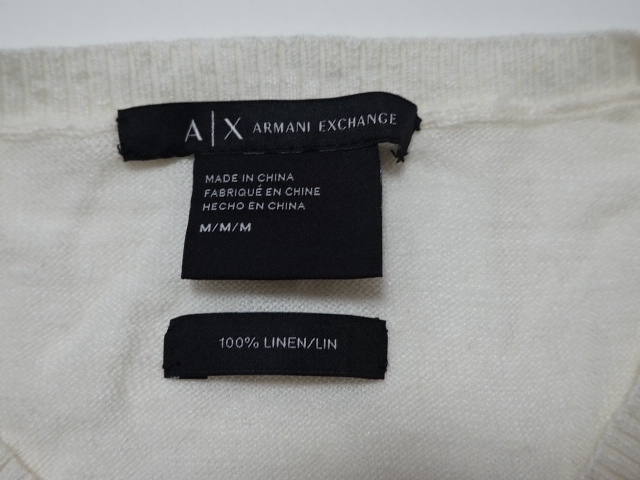 A|X ARMANI EXCHANGE
MADE IN CHINA
FABRIQUÉ EN CHINE
HECHO EN CHINA
M/M/M
100% LINEN/LIN